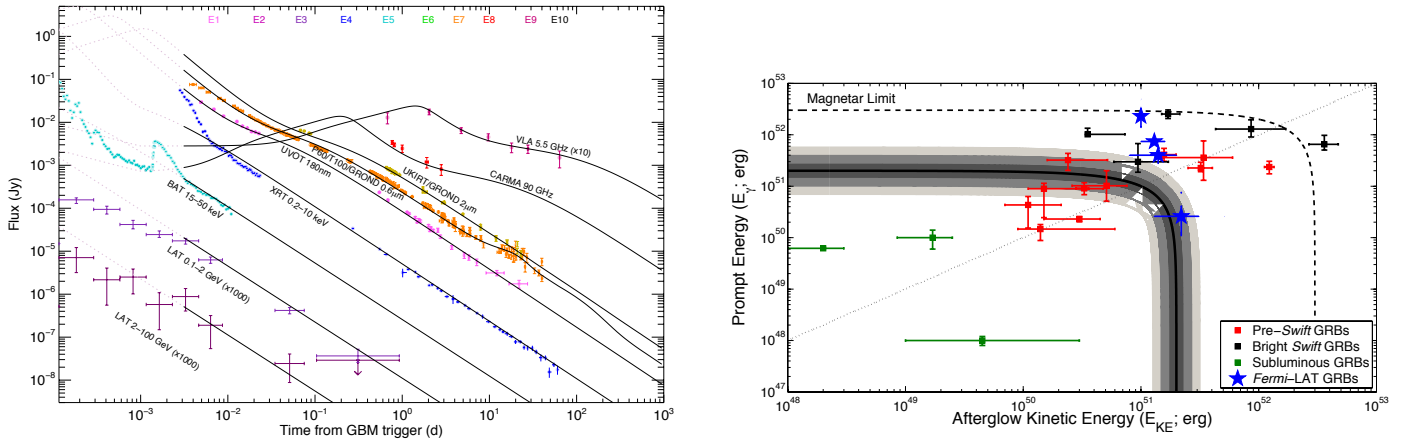 E1 E2 E3 E4 E5 E6 E7 E8 E9 E10
10^0
10^-1
10^-2
10^-3
10^-4
10^-5
10^-6
10^-7
10^-8
Flux (Jy)
VLA 5.5 GHz (x10)
CARMA 90 GHz
UKIRT/GROND 2μm
P60/T100/GROND 0.6μm
UVOT 180nm
XRT 0.2-10 keV
BAT 15-50 keV
LAT 0.1-2 GeV (x1000)
LAT 2-100 GeV (x1000)
10^-3 10^-2 10^-1 10^0 10^1 10^2 10^3
Time from GBM trigger (d)
10^53
10^52
10^51
10^50
10^49
10^48
10^47
Prompt Energy (E_γ; erg)
Magnetar Limit
Pre-Swift GRBs
Bright Swift GRBs
Subluminous GRBs
Fermi-LAT GRBs
10^48 10^49 10^50 10^51 10^52 10^53
Afterglow Kinetic Energy (E_KE; erg)